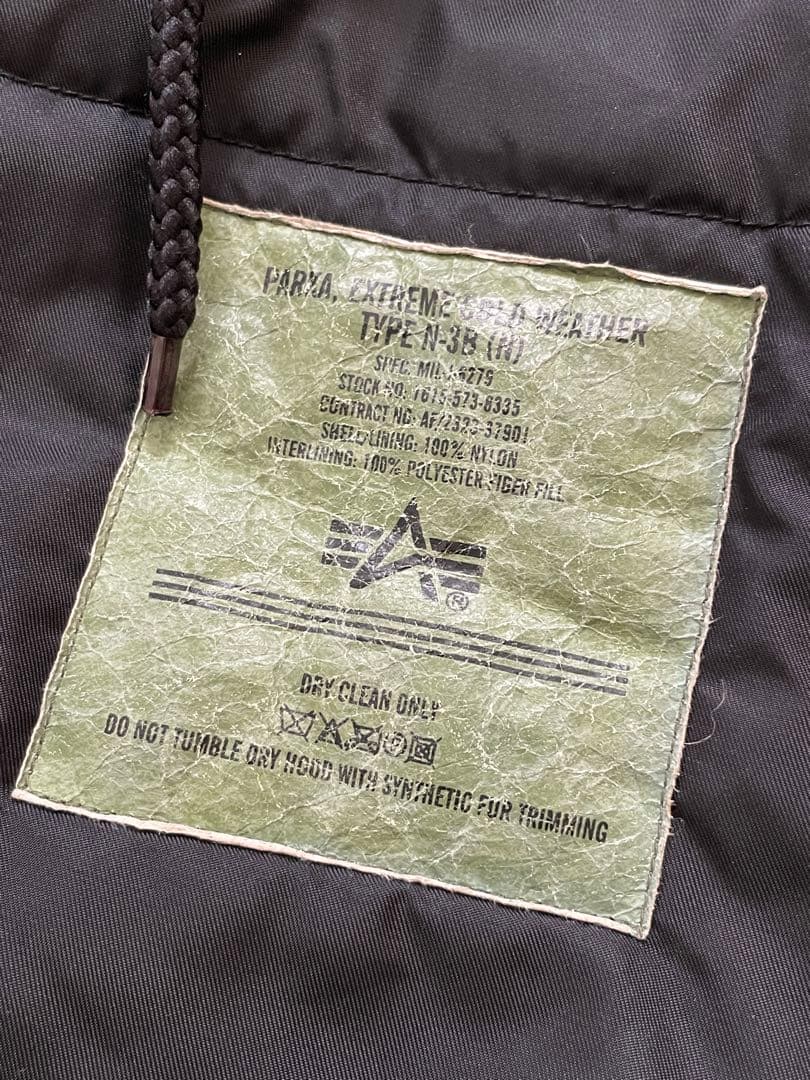 PARKA, EXTREME COLD WEATHER
TYPE N-3B (N)
SPEC. MIL-J-6279
STOCK NO: 1615-573-8335
CONTRACT NO: AF/2323-37901
SHELL/LINING: 100% NYLON
INTERLINING: 100% POLYESTER FIBER FILL
®
DRY CLEAN ONLY
DO NOT TUMBLE DRY HOOD WITH SYNTHETIC FUR TRIMMING